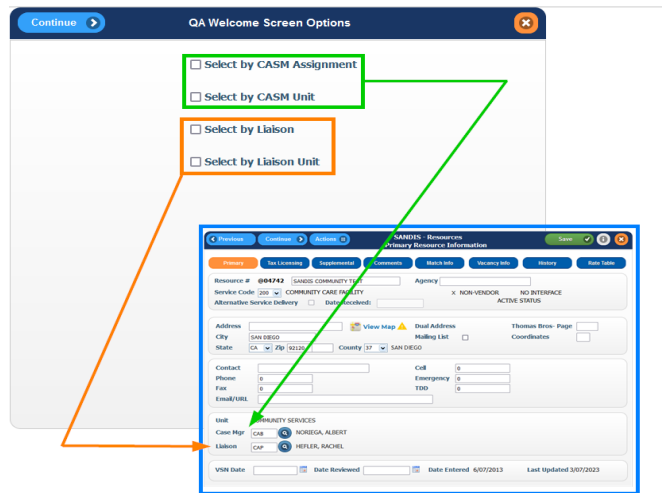 Continue QA Welcome Screen Options
Select by CASM Assignment
Select by CASM Unit
Select by Liaison
Select by Liaison Unit
Previous Continue Actions SANDIS - Resources Save
Primary Resource Information
Primary Tax Licensing Supplemental Comments Match Info Vacancy Info History Rate Table
Resource # @04742 SANDIS COMMUNITY TEST Agency
Service Code 200 COMMUNITY CARE FACILITY X NON-VENDOR NO INTERFACE
Alternative Service Delivery Date Received: ACTIVE STATUS
Address View Map Dual Address Thomas Bros- Page
City SAN DIEGO Mailing List Coordinates
State CA Zip 92120 County 37 SAN DIEGO
Contact Cell 0
Phone 0 Emergency 0
Fax 0 TDD 0
Email/URL
Unit COMMUNITY SERVICES
Case Mgr CAB NORIEGA, ALBERT
Liaison CAP HEFLER, RACHEL
VSN Date Date Reviewed Date Entered 6/07/2013 Last Updated 3/07/2023